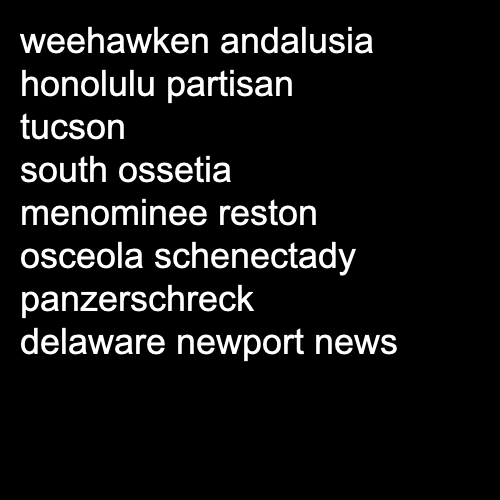 weehawken andalusia
honolulu partisan
tucson
south ossetia
menominee reston
osceola schenectady
panzerschreck
delaware newport news